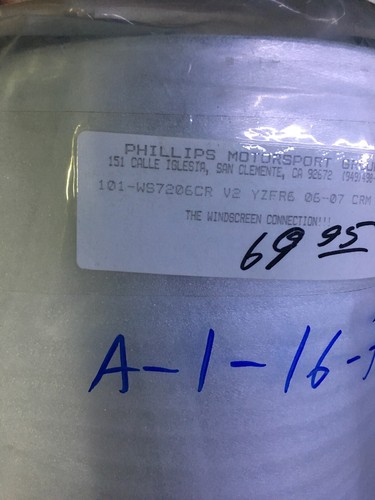 PHILLIPS MOTORSPORT
151 CALLE IGLESIA, SAN CLEMENTE, CA 92672 (949)
101-WS7206CR V2 YZFR6 06-07 CRM
THE WINDSCREEN CONNECTION!!!
69 95
A-1-16-